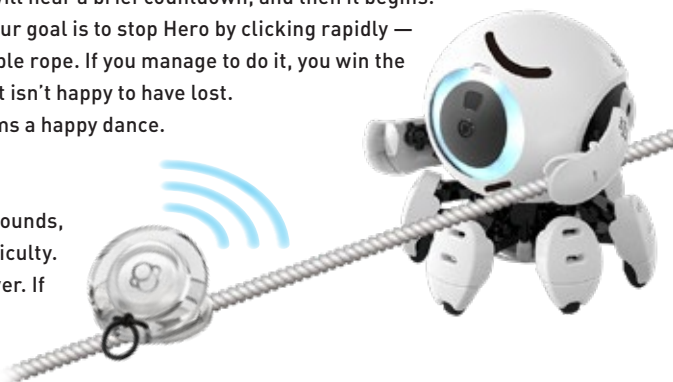 will hear a brief countdown, and then it begins.
ur goal is to stop Hero by clicking rapidly —
ble rope. If you manage to do it, you win the
t isn't happy to have lost.
ms a happy dance.
ounds,
iculty.
er. If